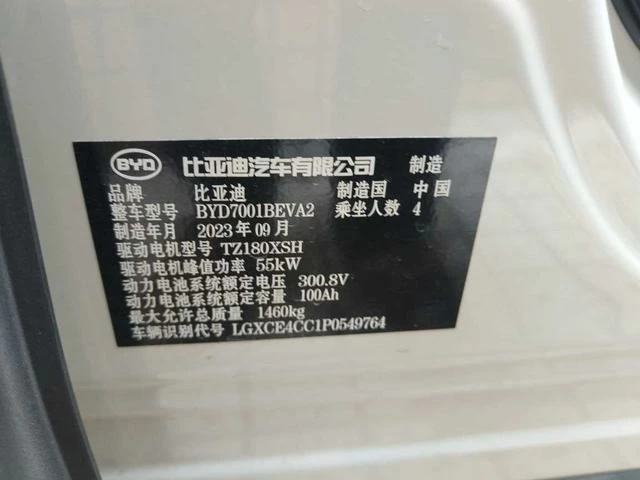 BYD 比亚迪汽车有限公司 制造
品牌 比亚迪 制造国 中国
整车型号 BYD7001BEVA2 乘坐人数 4
制造年月 2023年09月
驱动电机型号 TZ180XSH
驱动电机峰值功率 55kW
动力电池系统额定电压 300.8V
动力电池系统额定容量 100Ah
最大允许总质量 1460kg
车辆识别代号 LGXCE4CC1P0549764